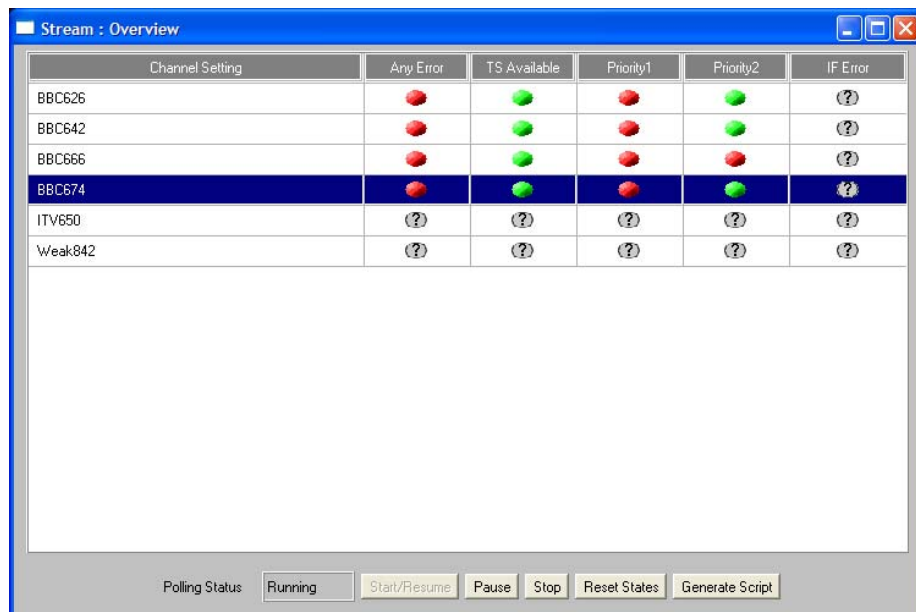 Stream : Overview
Channel Setting Any Error TS Available Priority1 Priority2 IF Error
BBC626 (?)
BBC642 (?)
BBC666 (?)
BBC674 (?)
ITV650 (?) (?) (?) (?) (?)
Weak842 (?) (?) (?) (?) (?)
Polling Status Running Start/Resume Pause Stop Reset States Generate Script